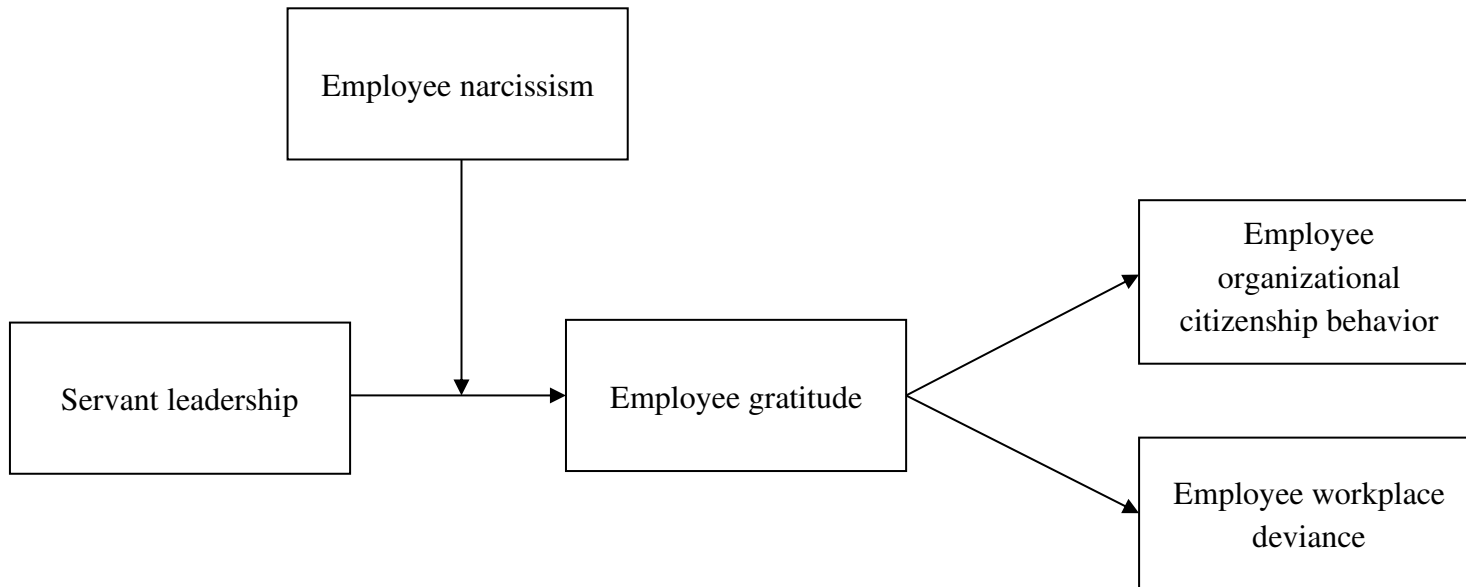 Employee narcissism
Employee
organizational
citizenship behavior
Servant leadership
Employee gratitude
Employee workplace
deviance